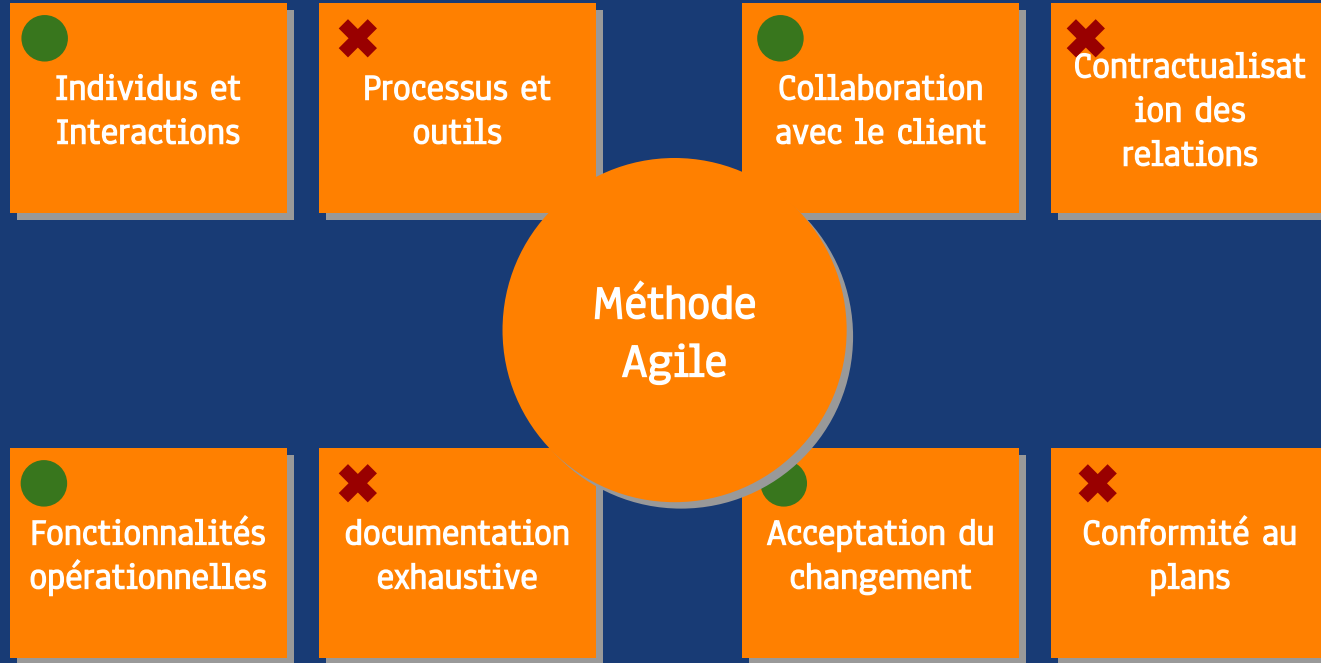 Individus et
Interactions
Processus et
outils
Collaboration
avec le client
Contractualisat
ion des
relations
Méthode
Agile
Fonctionnalités
opérationnelles
documentation
exhaustive
Acceptation du
changement
Conformité au
plans